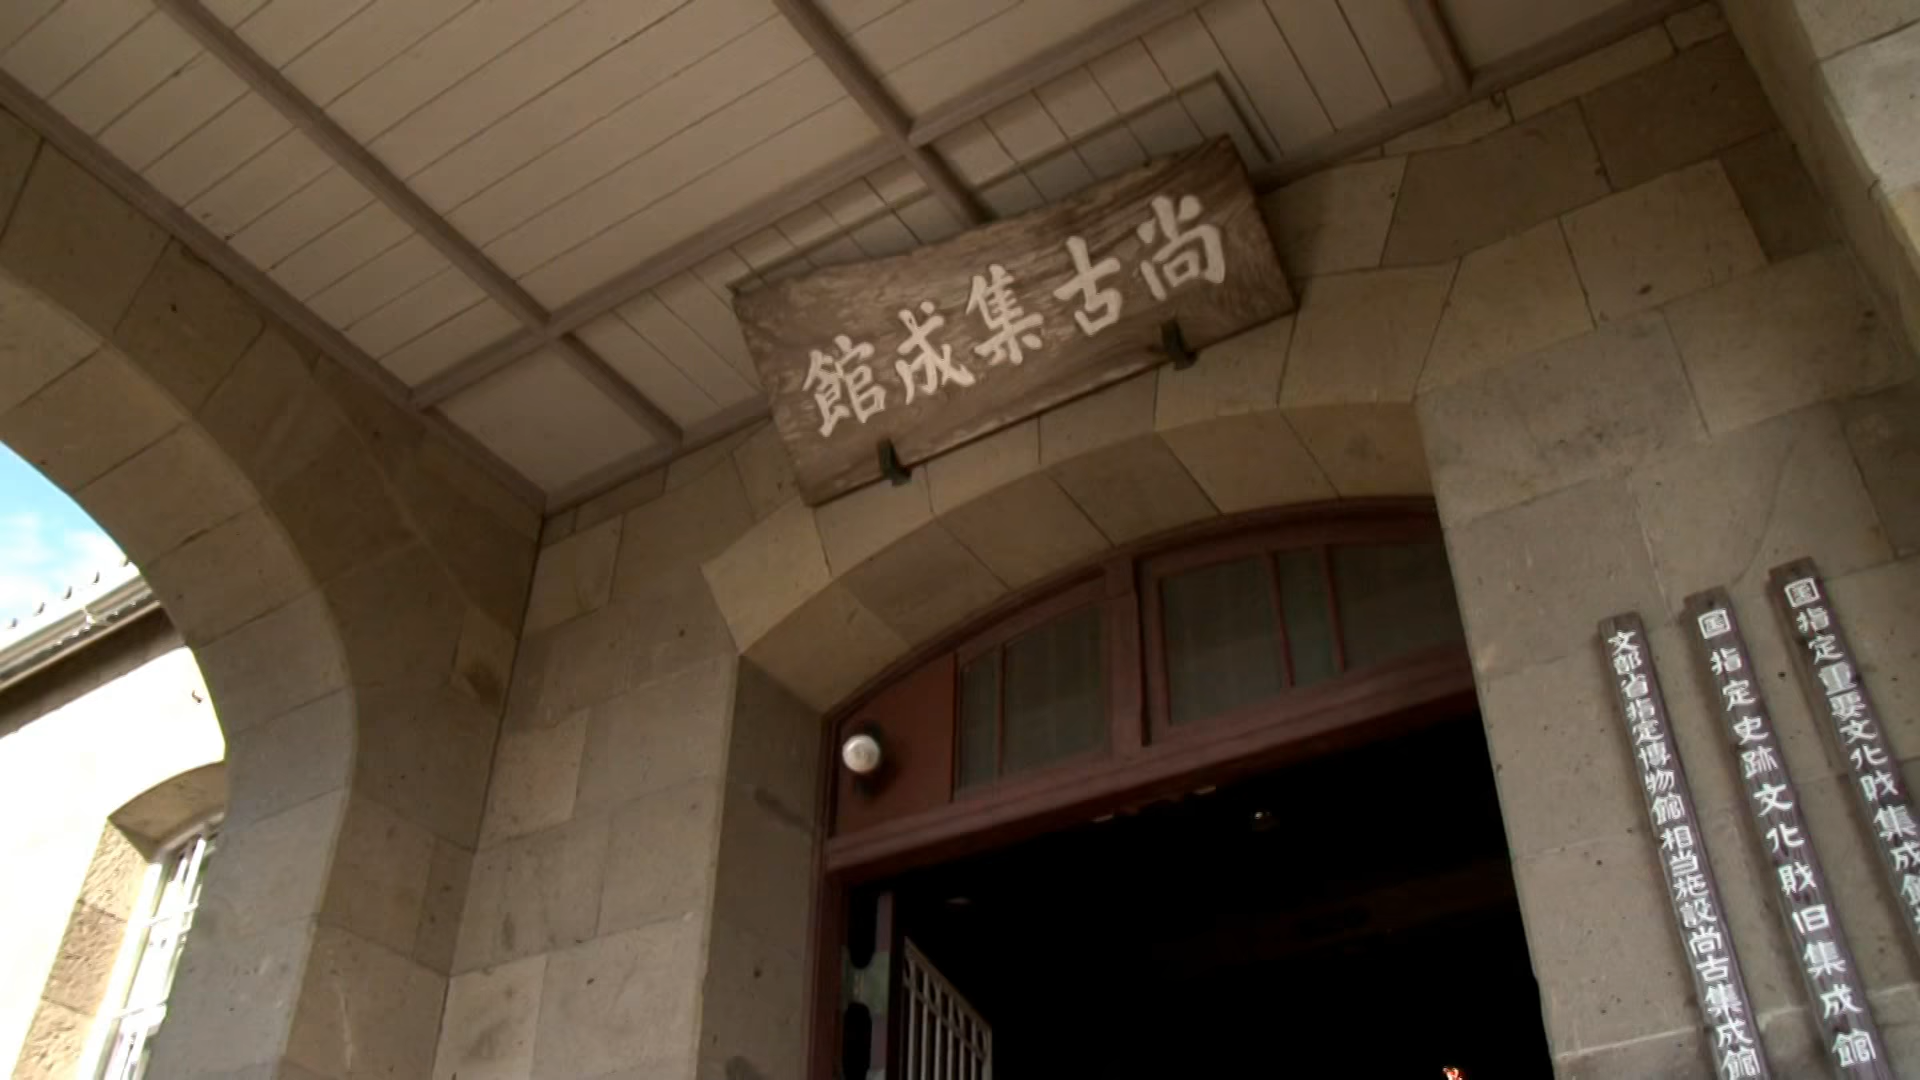 尚古集成館
国指定重要文化財集成館
国指定史跡文化財旧集成館
文部省指定博物館相当施設尚古集成館